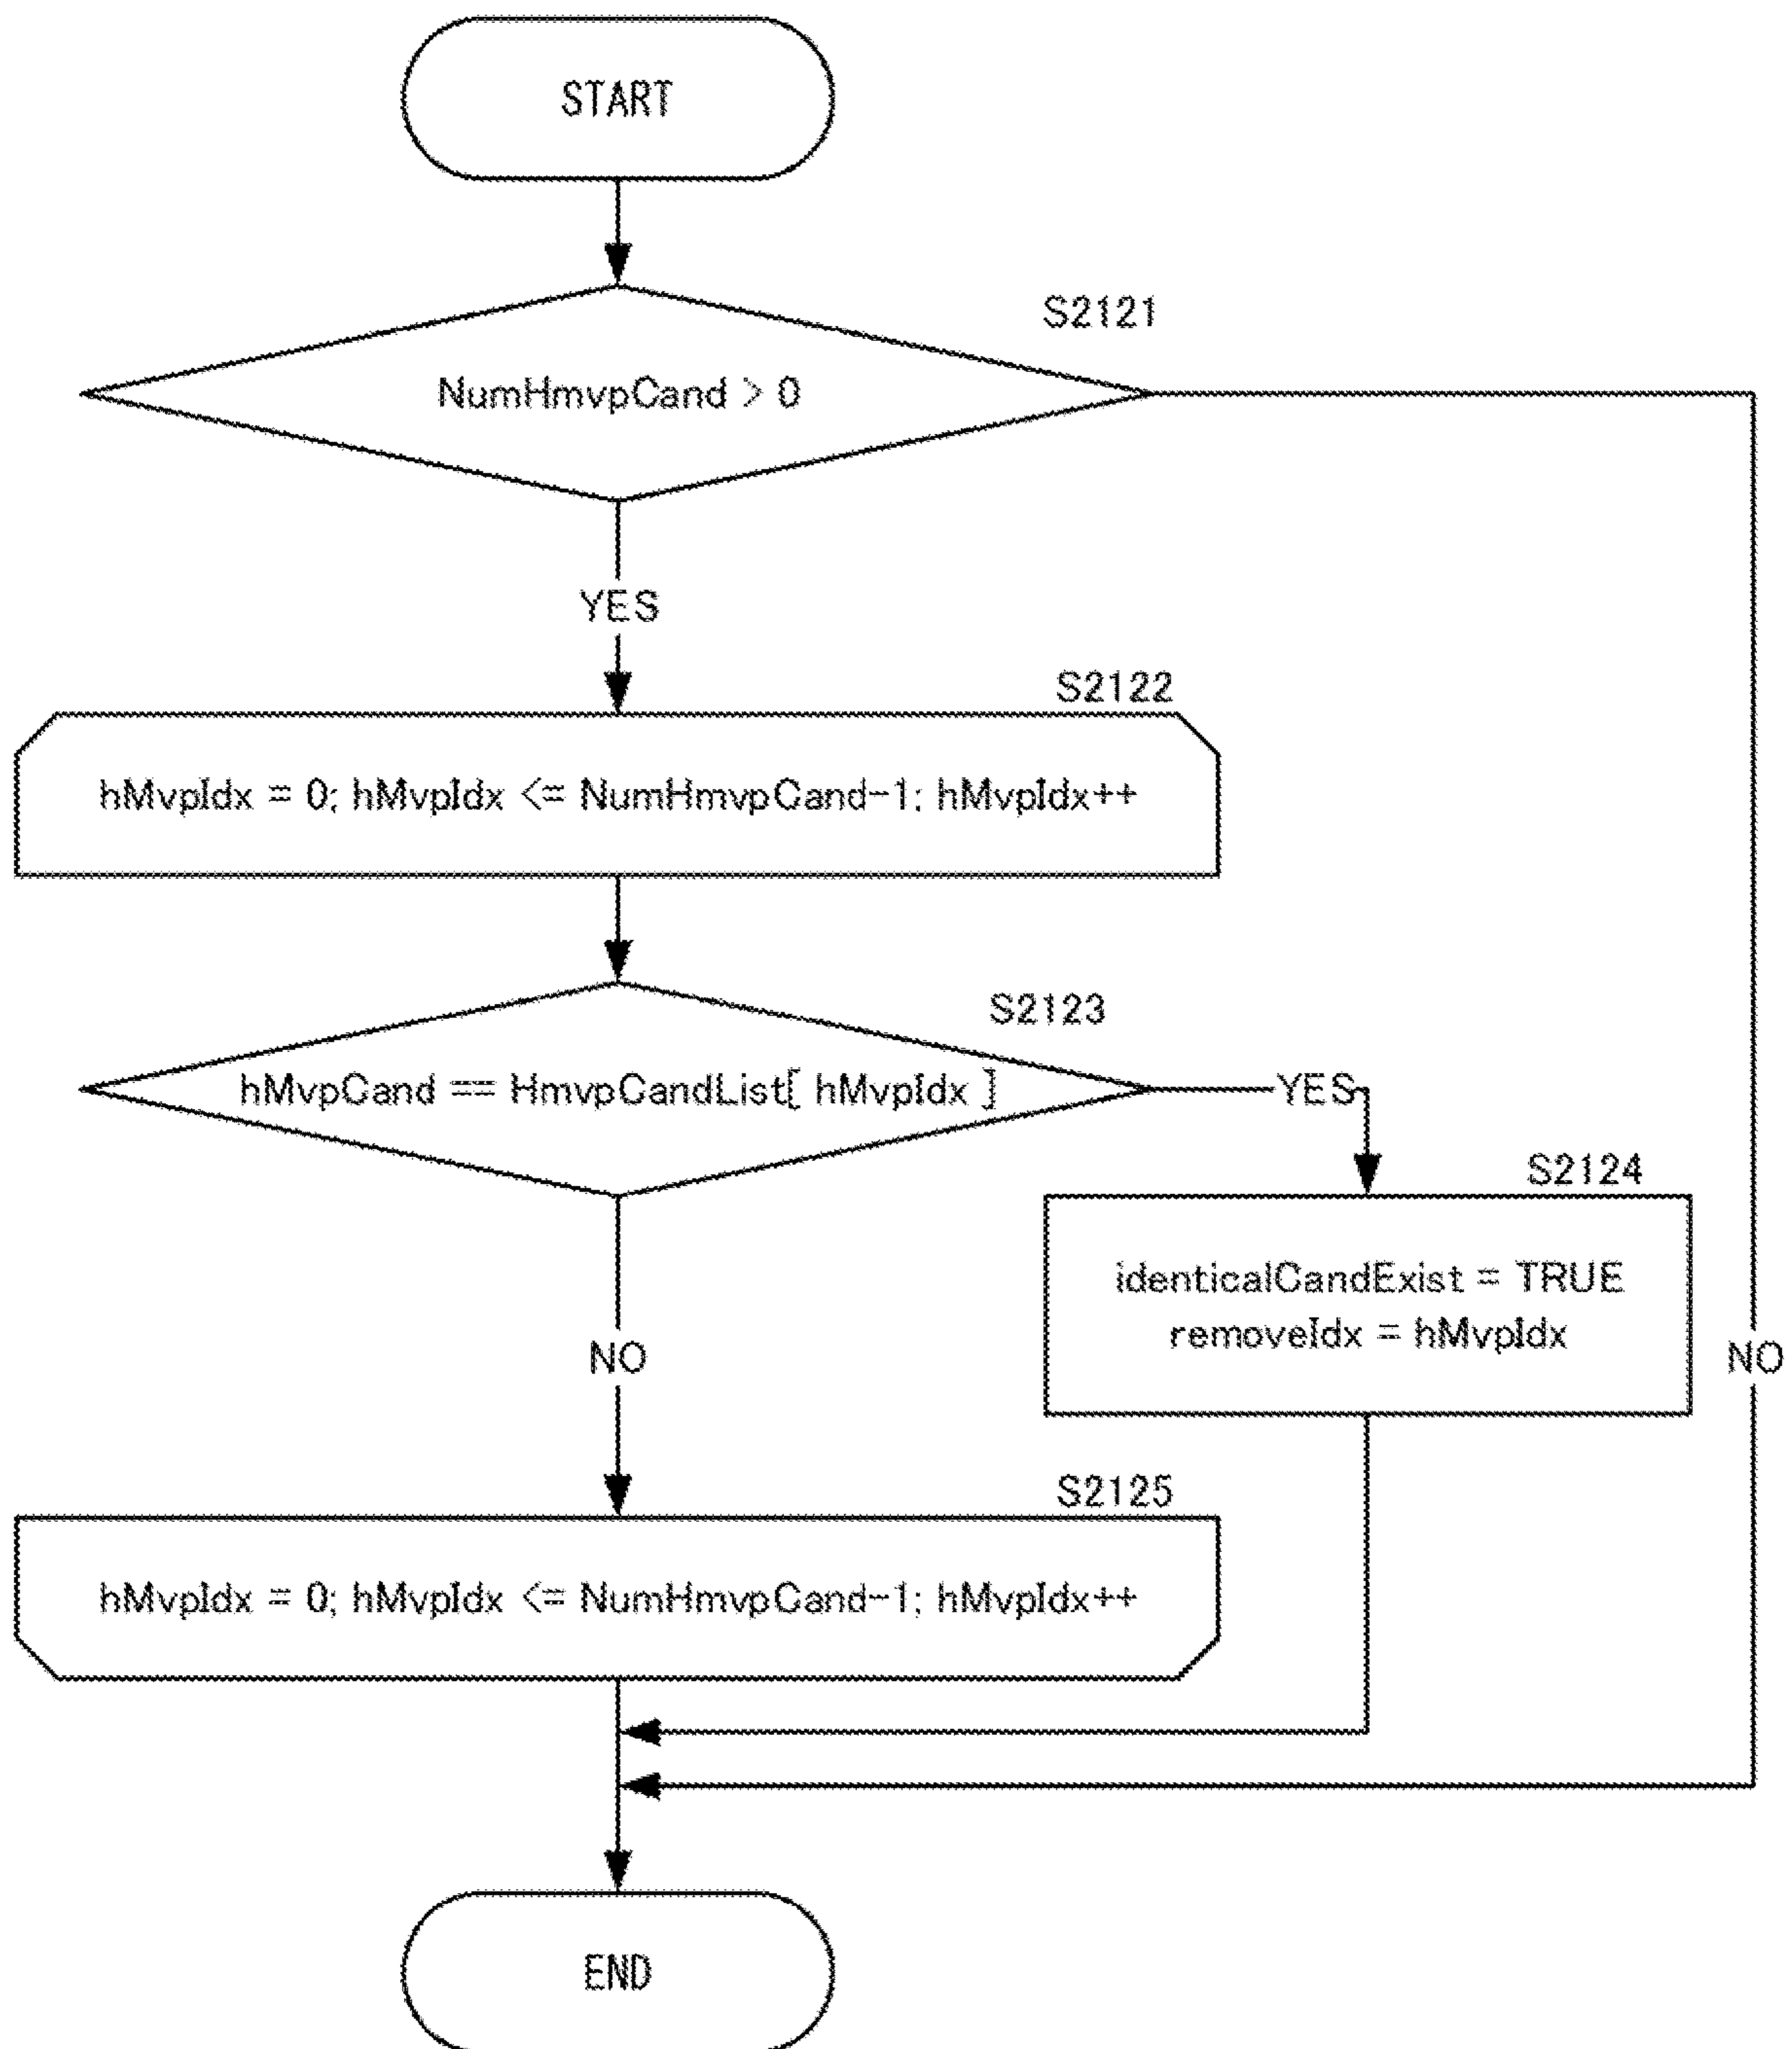 START
S2121
NumHmvpCand > 0
YES
S2122
hMvpIdx = 0; hMvpIdx <= NumHmvpCand-1; hMvpIdx++
S2123
hMvpCand == HmvpCandList[ hMvpIdx ]
YES
S2124
identicalCandExist = TRUE
removeIdx = hMvpIdx
NO
NO
S2125
hMvpIdx = 0; hMvpIdx <= NumHmvpCand-1; hMvpIdx++
END